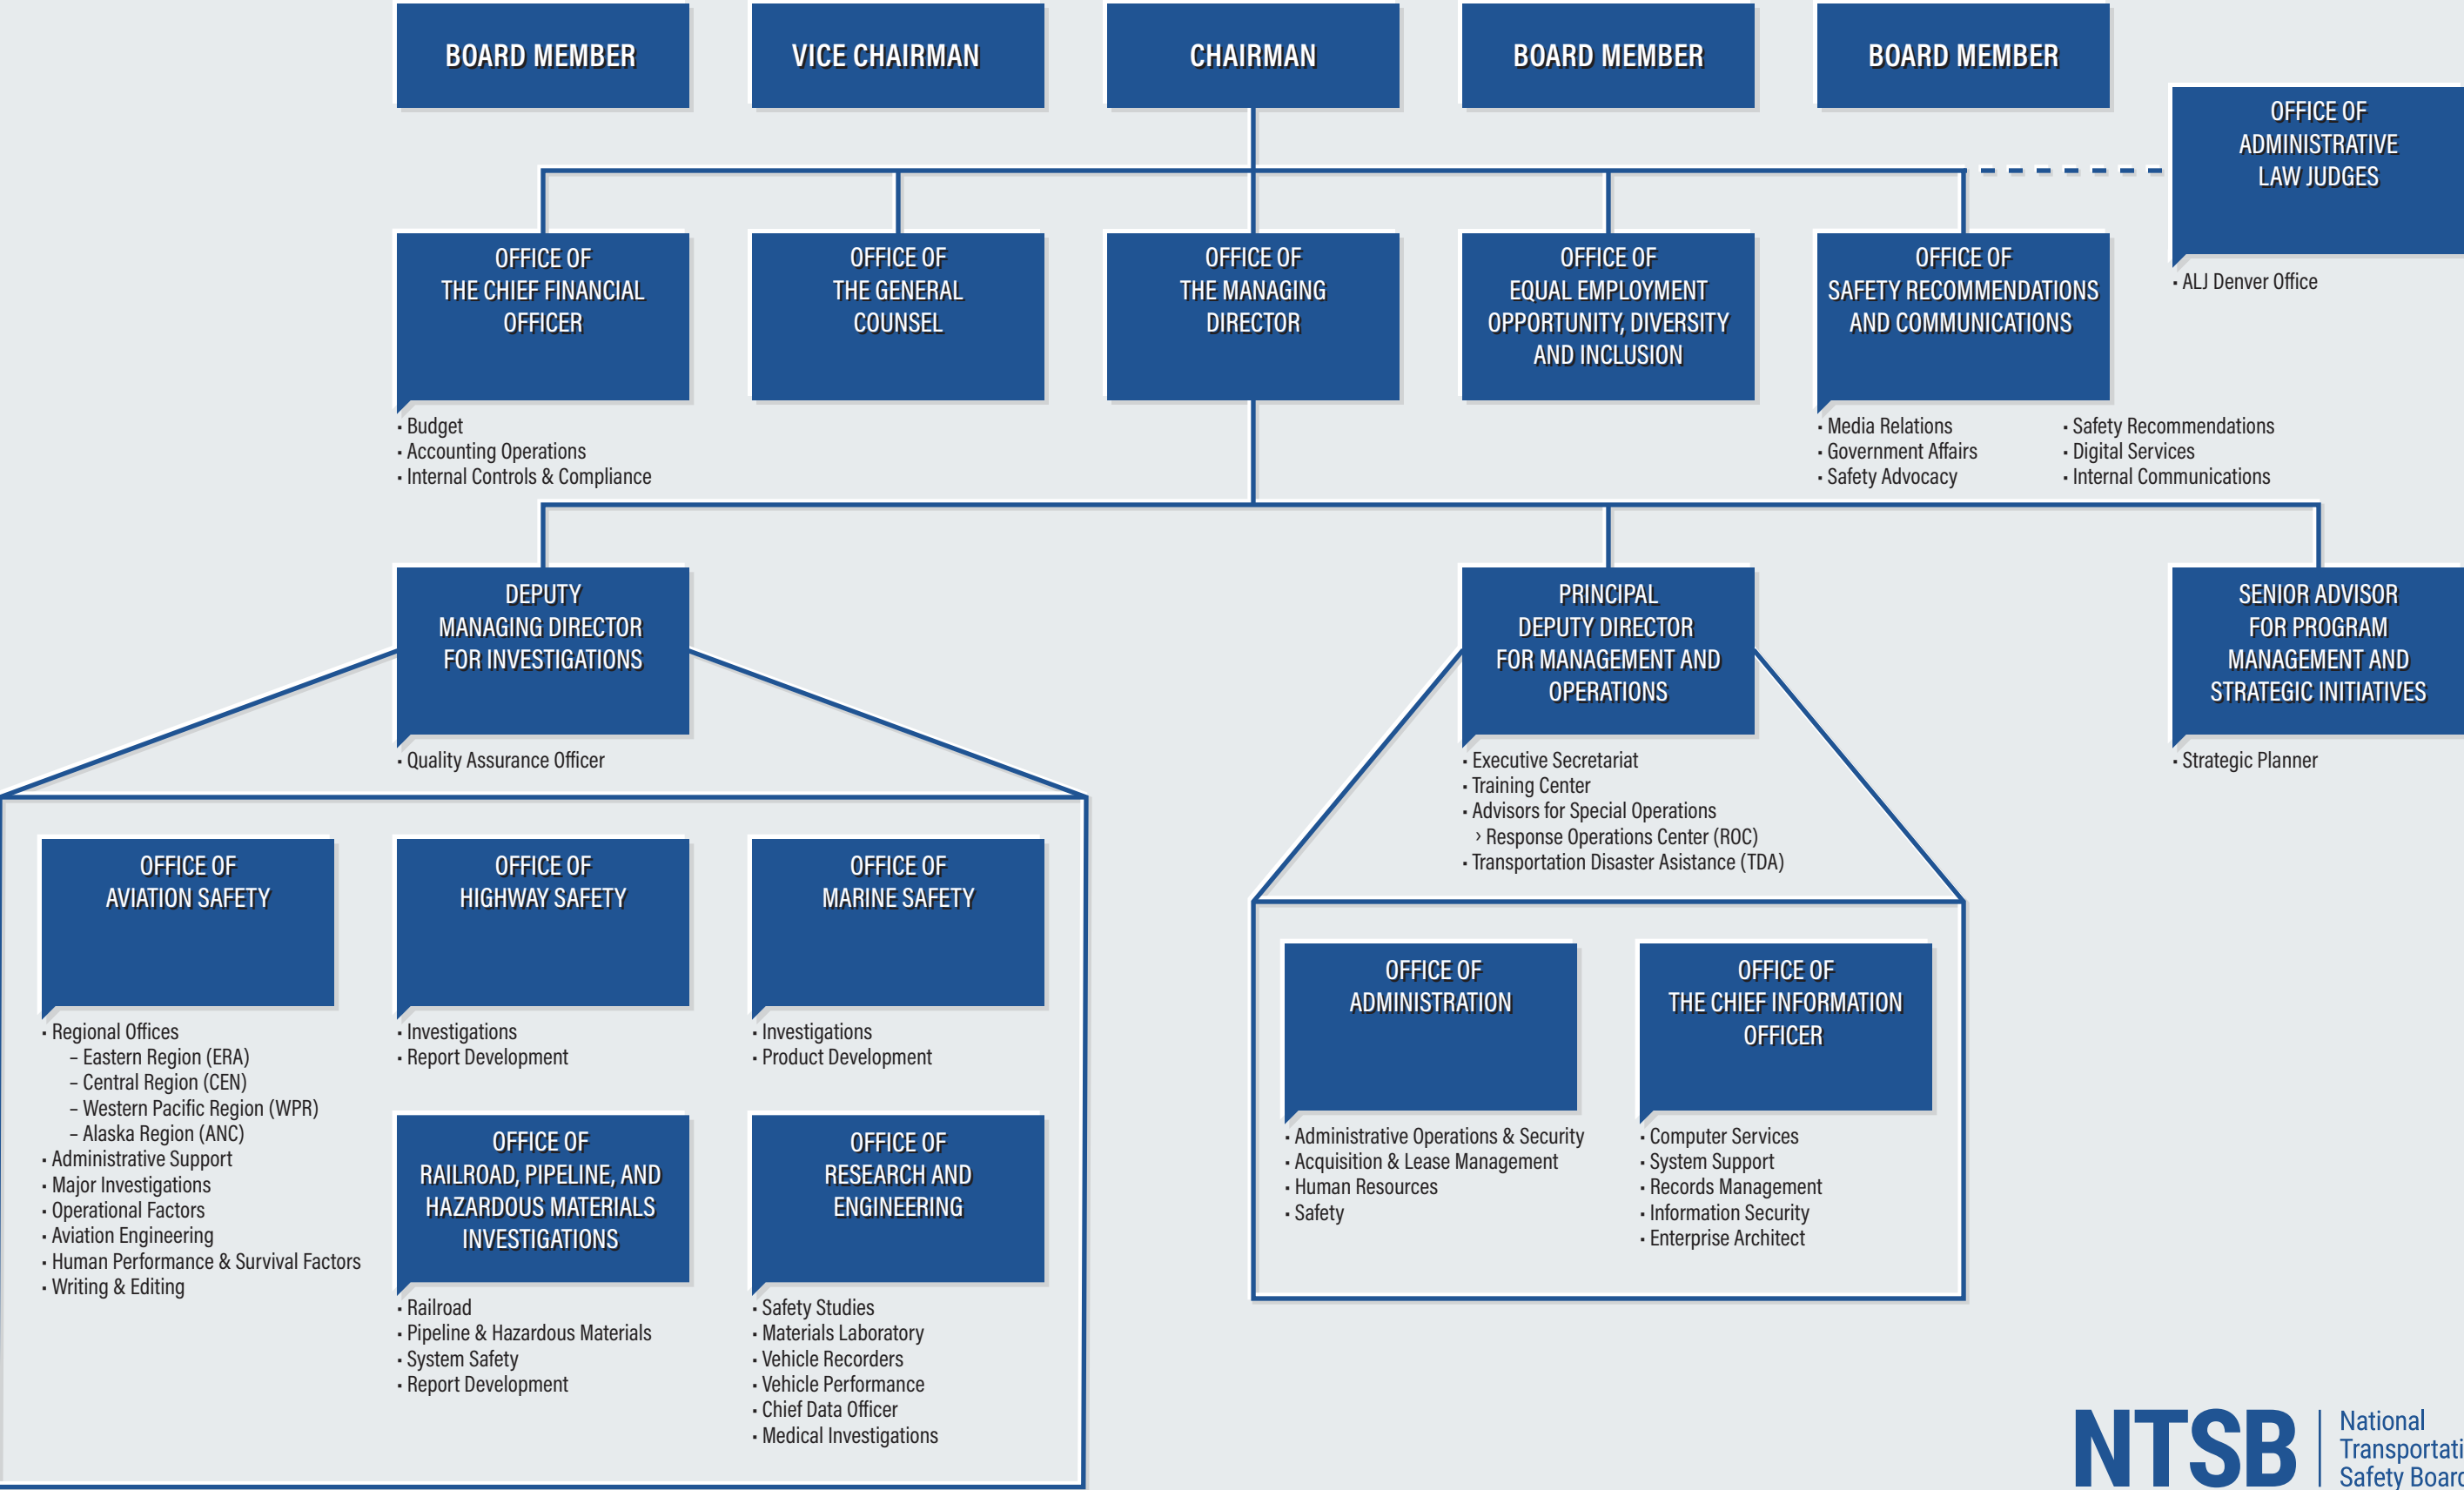 BOARD MEMBER
VICE CHAIRMAN
CHAIRMAN
BOARD MEMBER
BOARD MEMBER
OFFICE OF
ADMINISTRATIVE
LAW JUDGES
· ALJ Denver Office
OFFICE OF
THE CHIEF FINANCIAL
OFFICER
· Budget
· Accounting Operations
· Internal Controls & Compliance
OFFICE OF
THE GENERAL
COUNSEL
OFFICE OF
THE MANAGING
DIRECTOR
OFFICE OF
EQUAL EMPLOYMENT
OPPORTUNITY, DIVERSITY
AND INCLUSION
OFFICE OF
SAFETY RECOMMENDATIONS
AND COMMUNICATIONS
· Media Relations
· Government Affairs
· Safety Advocacy
· Safety Recommendations
· Digital Services
· Internal Communications
DEPUTY
MANAGING DIRECTOR
FOR INVESTIGATIONS
· Quality Assurance Officer
PRINCIPAL
DEPUTY DIRECTOR
FOR MANAGEMENT AND
OPERATIONS
· Executive Secretariat
· Training Center
· Advisors for Special Operations
› Response Operations Center (ROC)
· Transportation Disaster Asistance (TDA)
SENIOR ADVISOR
FOR PROGRAM
MANAGEMENT AND
STRATEGIC INITIATIVES
· Strategic Planner
OFFICE OF
AVIATION SAFETY
· Regional Offices
– Eastern Region (ERA)
– Central Region (CEN)
– Western Pacific Region (WPR)
– Alaska Region (ANC)
· Administrative Support
· Major Investigations
· Operational Factors
· Aviation Engineering
· Human Performance & Survival Factors
· Writing & Editing
OFFICE OF
HIGHWAY SAFETY
· Investigations
· Report Development
OFFICE OF
MARINE SAFETY
· Investigations
· Product Development
OFFICE OF
RAILROAD, PIPELINE, AND
HAZARDOUS MATERIALS
INVESTIGATIONS
· Railroad
· Pipeline & Hazardous Materials
· System Safety
· Report Development
OFFICE OF
RESEARCH AND
ENGINEERING
· Safety Studies
· Materials Laboratory
· Vehicle Recorders
· Vehicle Performance
· Chief Data Officer
· Medical Investigations
OFFICE OF
ADMINISTRATION
· Administrative Operations & Security
· Acquisition & Lease Management
· Human Resources
· Safety
OFFICE OF
THE CHIEF INFORMATION
OFFICER
· Computer Services
· System Support
· Records Management
· Information Security
· Enterprise Architect
NTSB
National
Transportati
Safety Board